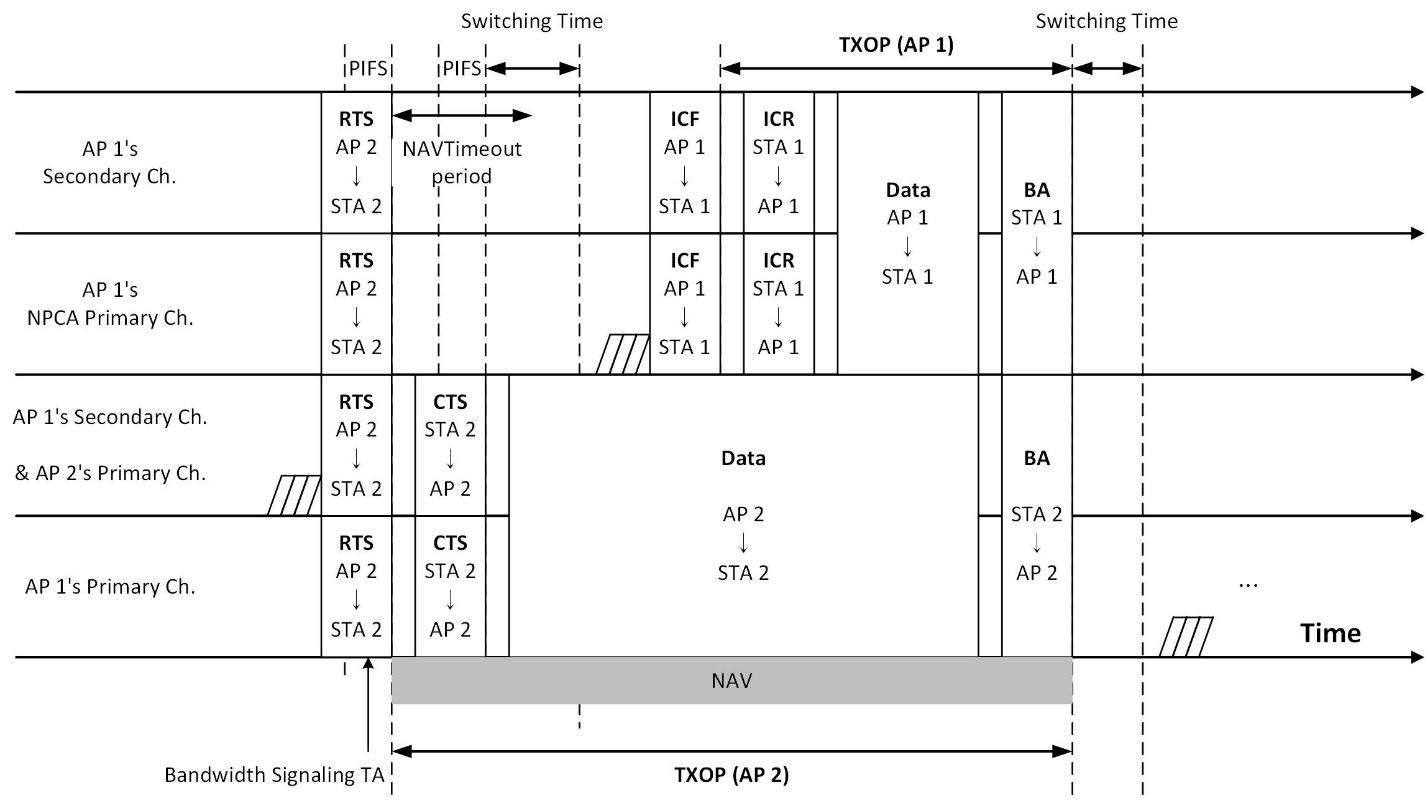 Switching Time
Switching Time
TXOP (AP 1)
PIFS
PIFS
AP 1's
Secondary Ch.
RTS
AP 2
↓
STA 2
NAVTimeout
period
ICF
AP 1
↓
STA 1
ICR
STA 1
↓
AP 1
Data
AP 1
↓
STA 1
BA
STA 1
↓
AP 1
AP 1's
NPCA Primary Ch.
RTS
AP 2
↓
STA 2
ICF
AP 1
↓
STA 1
ICR
STA 1
↓
AP 1
AP 1's Secondary Ch.
& AP 2's Primary Ch.
RTS
AP 2
↓
STA 2
CTS
STA 2
↓
AP 2
Data
AP 2
↓
STA 2
BA
STA 2
↓
AP 2
AP 1's Primary Ch.
RTS
AP 2
↓
STA 2
CTS
STA 2
↓
AP 2
...
Time
NAV
Bandwidth Signaling TA
TXOP (AP 2)